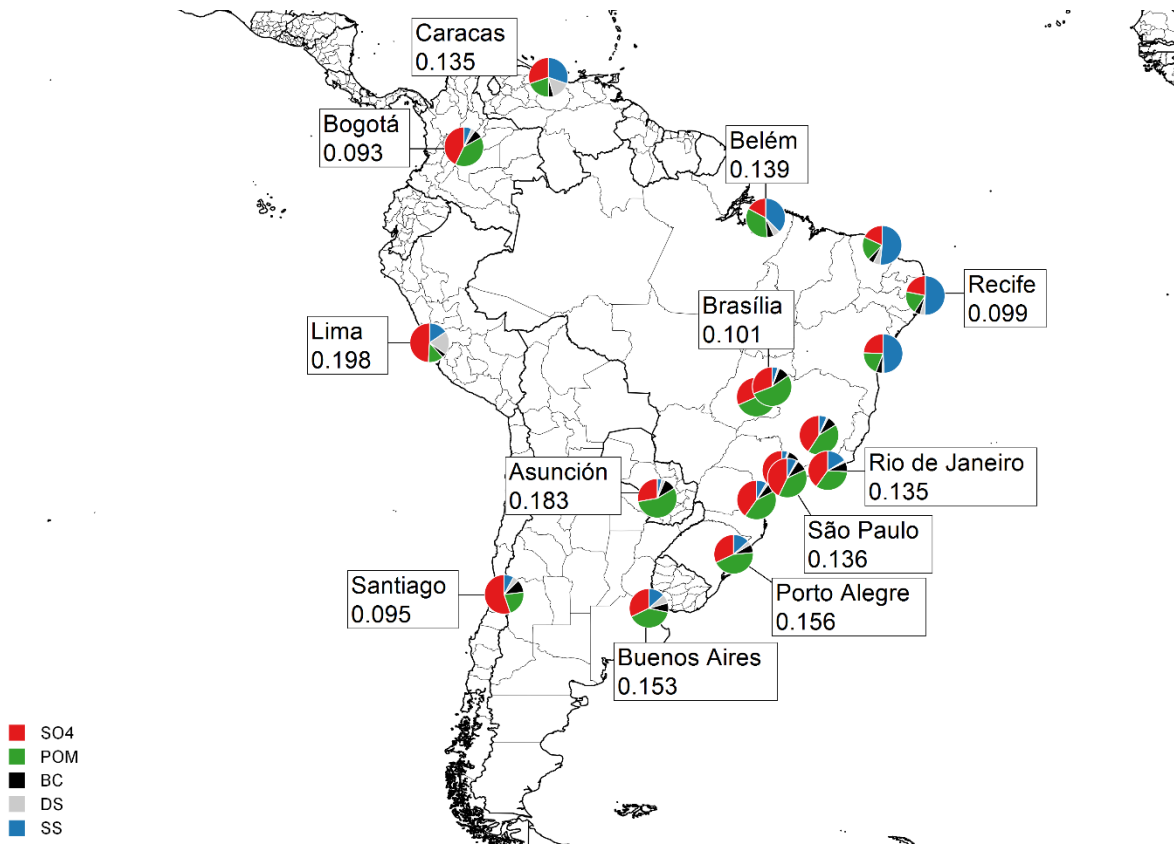 Caracas
0.135
Bogotá
0.093
Belém
0.139
Recife
0.099
Brasília
0.101
Lima
0.198
Asunción
0.183
Rio de Janeiro
0.135
São Paulo
0.136
Santiago
0.095
Porto Alegre
0.156
Buenos Aires
0.153
SO4
POM
BC
DS
SS